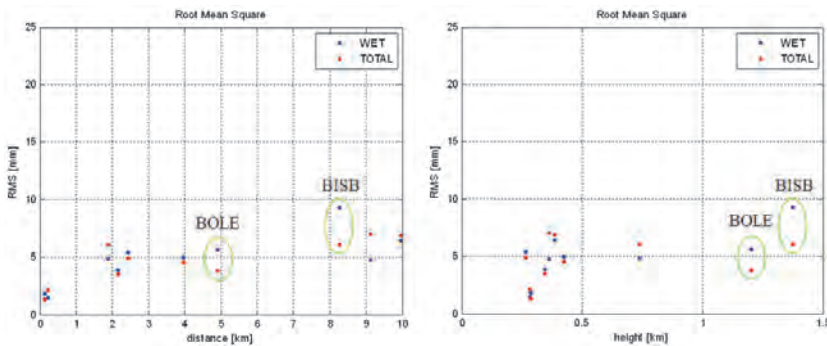 Root Mean Square
25
20
15
10
5
0
RMS [mm]
WET
TOTAL
BOLE
BISB
0 1 2 3 4 5 6 7 8 9 10
distance [km]
Root Mean Square
25
20
15
10
5
0
RMS [mm]
WET
TOTAL
BOLE
BISB
0 0.5 1 1.5
height [km]